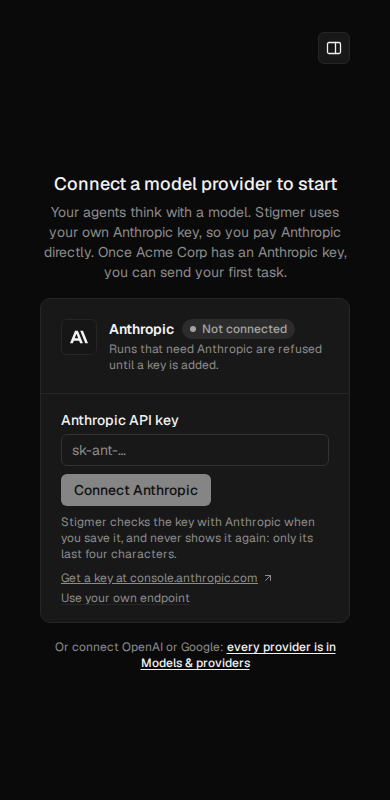 Connect a model provider to start
Your agents think with a model. Stigmer uses
your own Anthropic key, so you pay Anthropic
directly. Once Acme Corp has an Anthropic key,
you can send your first task.
Anthropic
Not connected
Runs that need Anthropic are refused
until a key is added.
Anthropic API key
sk-ant-...
Connect Anthropic
Stigmer checks the key with Anthropic when
you save it, and never shows it again: only its
last four characters.
Get a key at console.anthropic.com
Use your own endpoint
Or connect OpenAI or Google: every provider is in
Models & providers